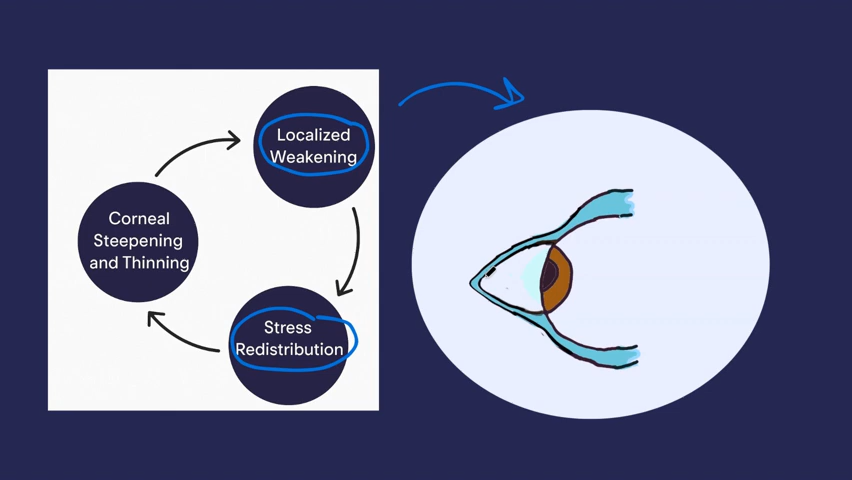 Localized
Weakening
Corneal
Steepening
and Thinning
Stress
Redistribution